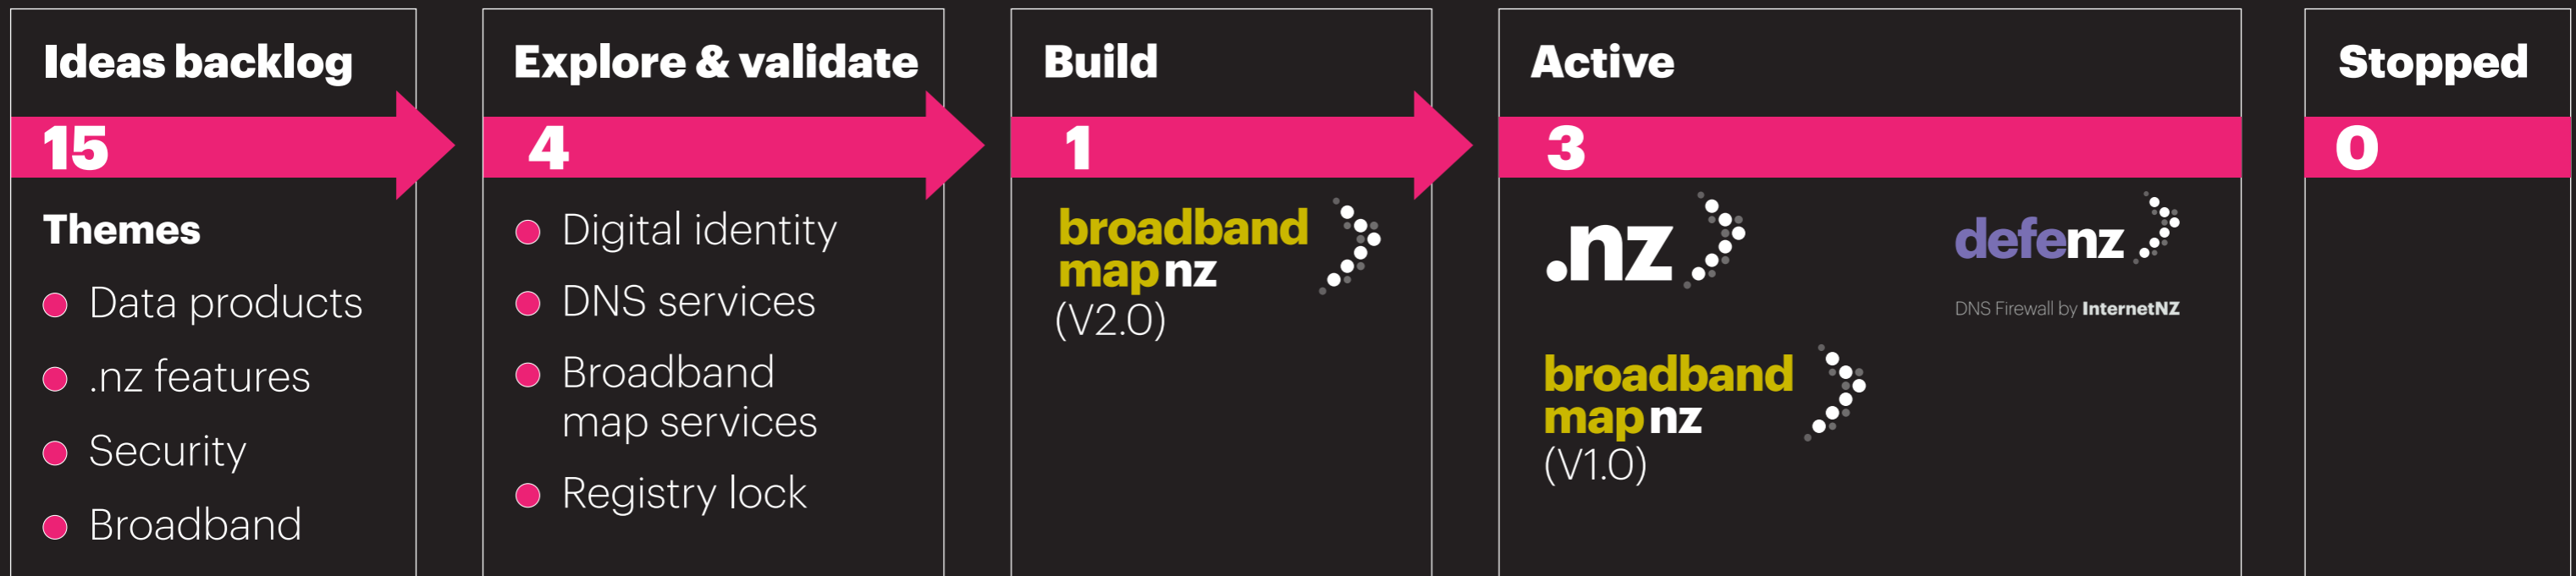 Ideas backlog
15
Themes
Data products
.nz features
Security
Broadband
Explore & validate
4
Digital identity
DNS services
Broadband
map services
Registry lock
Build
1
broadband
map nz
(V2.0)
Active
3
.nz
defenz
DNS Firewall by InternetNZ
broadband
map nz
(V1.0)
Stopped
0